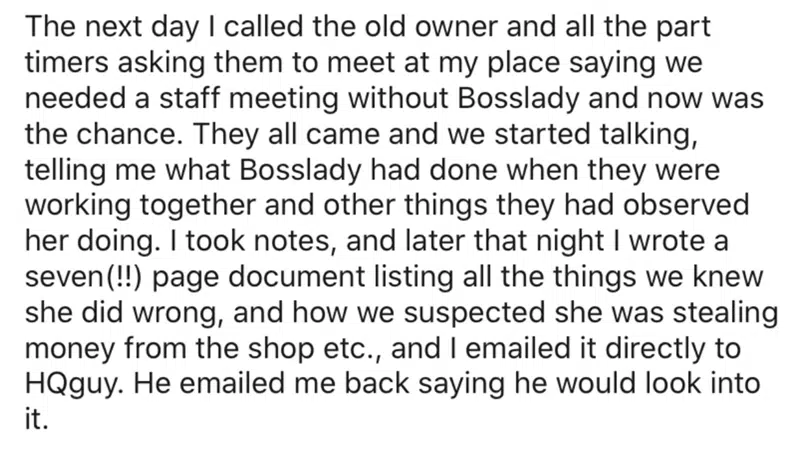 The next day I called the old owner and all the part
timers asking them to meet at my place saying we
needed a staff meeting without Bosslady and now was
the chance. They all came and we started talking,
telling me what Bosslady had done when they were
working together and other things they had observed
her doing. I took notes, and later that night I wrote a
seven(!!) page document listing all the things we knew
she did wrong, and how we suspected she was stealing
money from the shop etc., and I emailed it directly to
HQguy. He emailed me back saying he would look into
it.